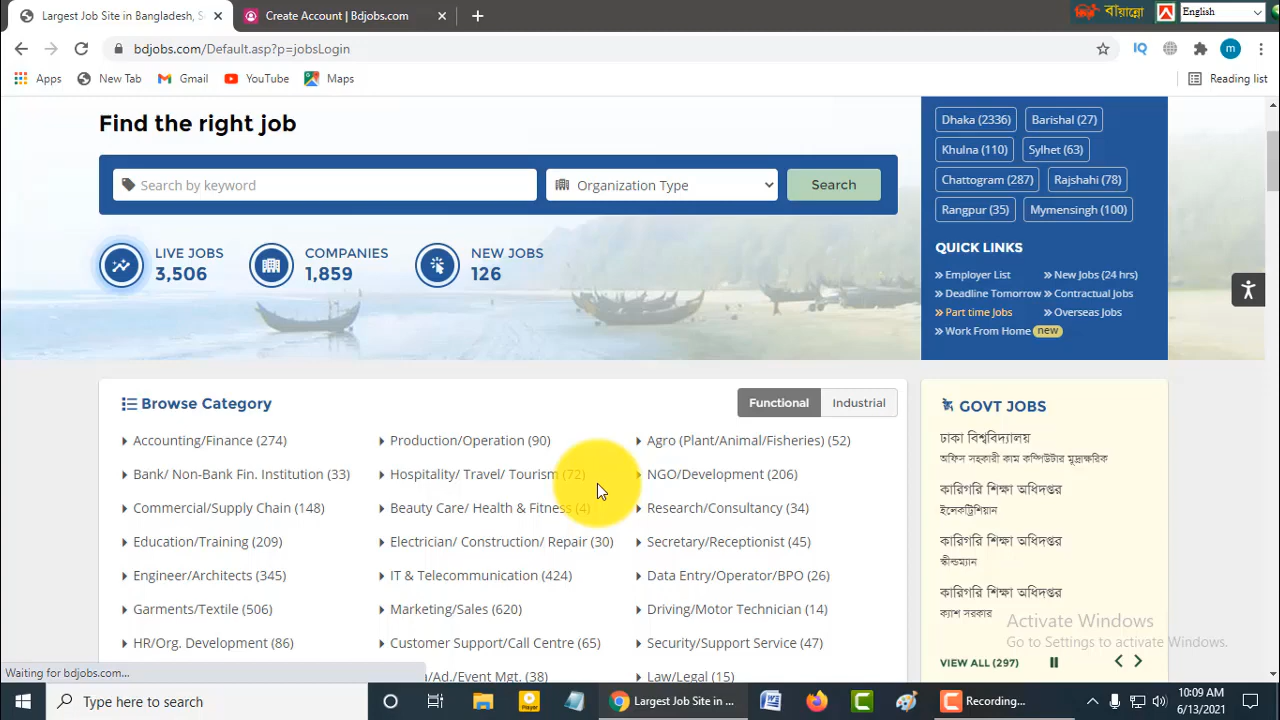 Largest Job Site in Bangladesh, S
Create Account | Bdjobs.com
বায়ান্নো
English
bdjobs.com/Default.asp?p=jobsLogin
IQ
m
Apps
New Tab
Gmail
YouTube
Maps
Reading list
Find the right job
Search by keyword
Organization Type
Search
LIVE JOBS
3,506
COMPANIES
1,859
NEW JOBS
126
Dhaka (2336)
Barishal (27)
Khulna (110)
Sylhet (63)
Chattogram (287)
Rajshahi (78)
Rangpur (35)
Mymensingh (100)
QUICK LINKS
Employer List
New Jobs (24 hrs)
Deadline Tomorrow
Contractual Jobs
Part time Jobs
Overseas Jobs
Work From Home new
Browse Category
Functional
Industrial
Accounting/Finance (274)
Production/Operation (90)
Agro (Plant/Animal/Fisheries) (52)
Bank/ Non-Bank Fin. Institution (33)
Hospitality/ Travel/ Tourism (72)
NGO/Development (206)
Commercial/Supply Chain (148)
Beauty Care/ Health & Fitness (4)
Research/Consultancy (34)
Education/Training (209)
Electrician/ Construction/ Repair (30)
Secretary/Receptionist (45)
Engineer/Architects (345)
IT & Telecommunication (424)
Data Entry/Operator/BPO (26)
Garments/Textile (506)
Marketing/Sales (620)
Driving/Motor Technician (14)
HR/Org. Development (86)
Customer Support/Call Centre (65)
Security/Support Service (47)
/Ad./Event Mgt. (38)
Law/Legal (15)
GOVT JOBS
ঢাকা বিশ্ববিদ্যালয়
অফিস সহকারী কাম কম্পিউটার মুদ্রাক্ষরিক
কারিগরি শিক্ষা অধিদপ্তর
ইলেকট্রিশিয়ান
কারিগরি শিক্ষা অধিদপ্তর
স্কীডম্যান
কারিগরি শিক্ষা অধিদপ্তর
ক্যাশ সরকার
VIEW ALL (297)
Activate Windows
Go to Settings to activate Windows.
Waiting for bdjobs.com...
Type here to search
Player
Largest Job Site in ...
Recording...
10:09 AM
6/13/2021